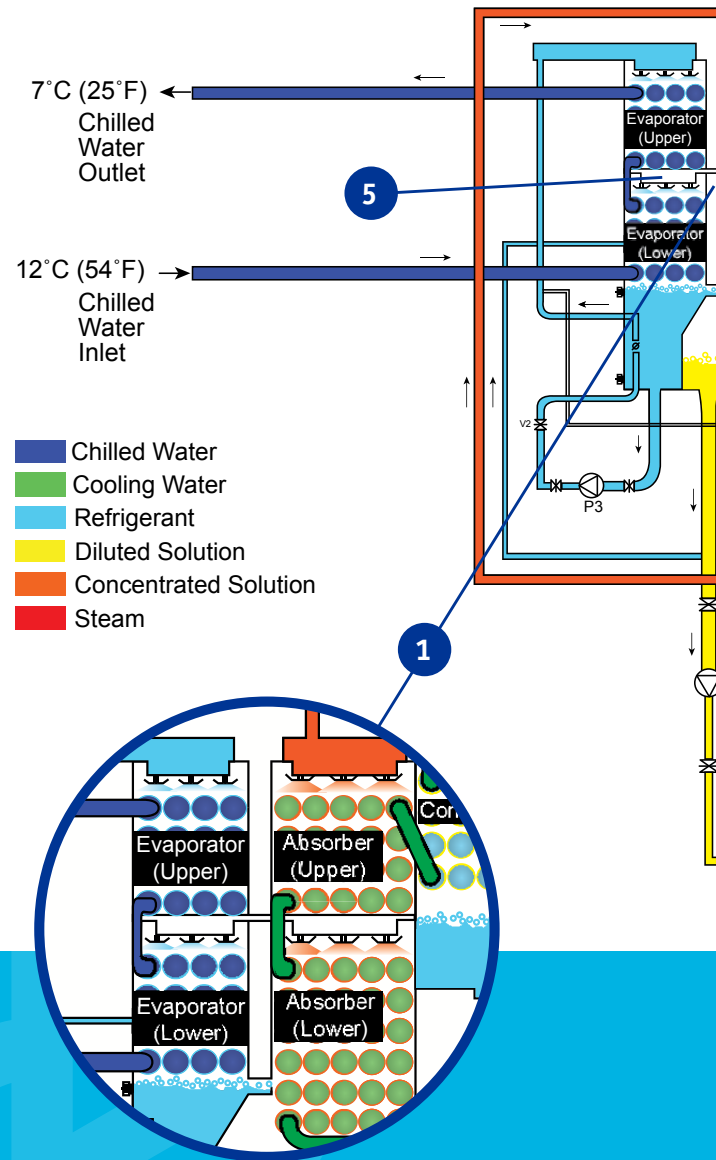 7˚C (25˚F)
Chilled
Water
Outlet
5
Evaporator
(Upper)
Evaporator
(Lower)
12˚C (54˚F)
Chilled
Water
Inlet
V2
P3
Chilled Water
Cooling Water
Refrigerant
Diluted Solution
Concentrated Solution
Steam
1
Evaporator
(Upper)
Absorber
(Upper)
Con
Evaporator
(Lower)
Absorber
(Lower)